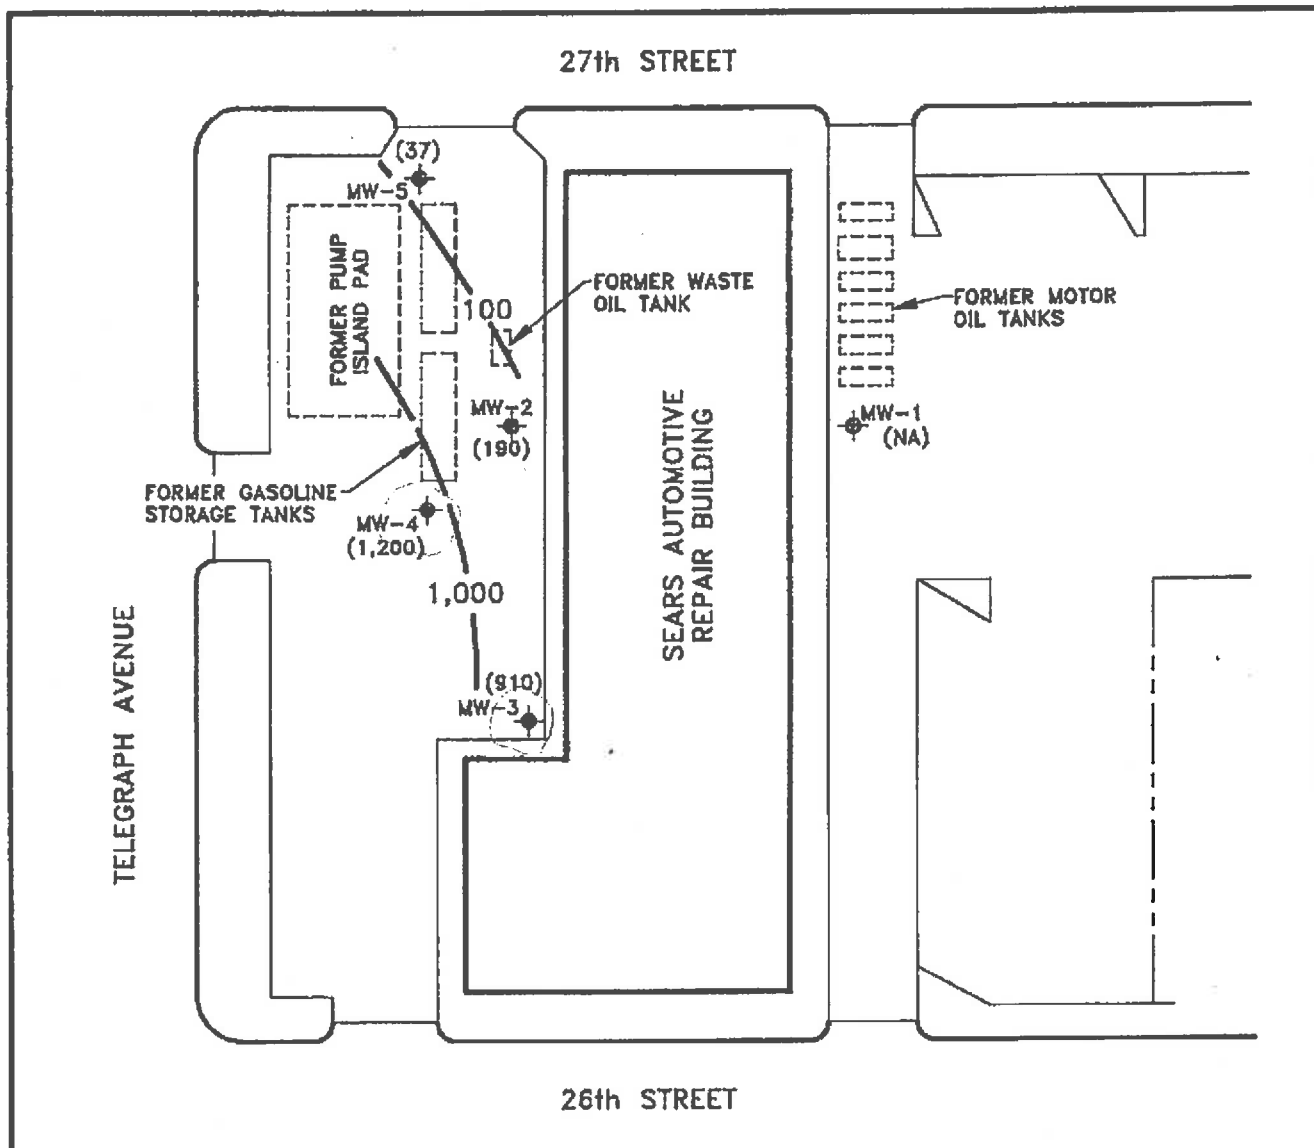 27th STREET
(37)
MW-5
FORMER PUMP
ISLAND PAD
100
FORMER WASTE
OIL TANK
FORMER MOTOR
OIL TANKS
MW-2
(190)
MW-1
(NA)
FORMER GASOLINE
STORAGE TANKS
MW-4
(1,200)
1,000
SEARS AUTOMOTIVE
REPAIR BUILDING
(910)
MW-3
TELEGRAPH AVENUE
26th STREET